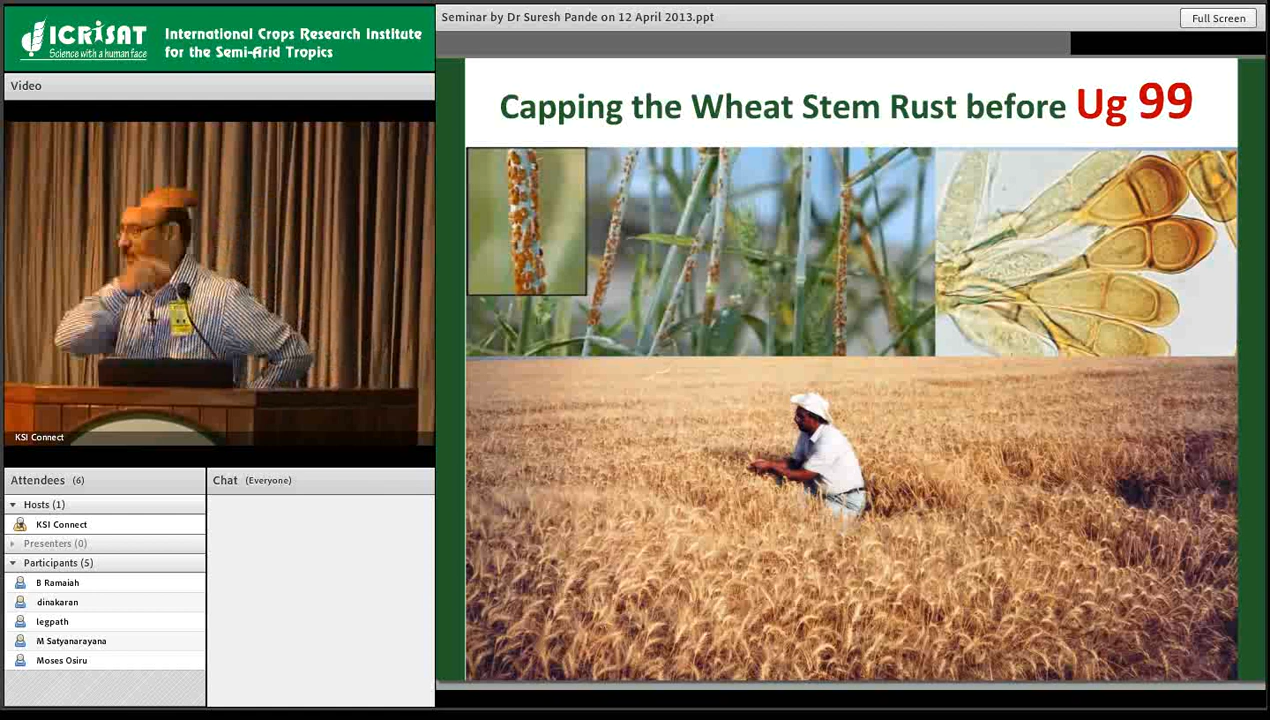 ICRISAT
Science with a human face
International Crops Research Institute
for the Semi-Arid Tropics
Video
KSI Connect
Attendees (6)
Hosts (1)
KSI Connect
Presenters (0)
Participants (5)
B Ramaiah
dinakaran
legpath
M Satyanarayana
Moses Osiru
Chat (Everyone)
Seminar by Dr Suresh Pande on 12 April 2013.ppt
Full Screen
Capping the Wheat Stem Rust before Ug 99